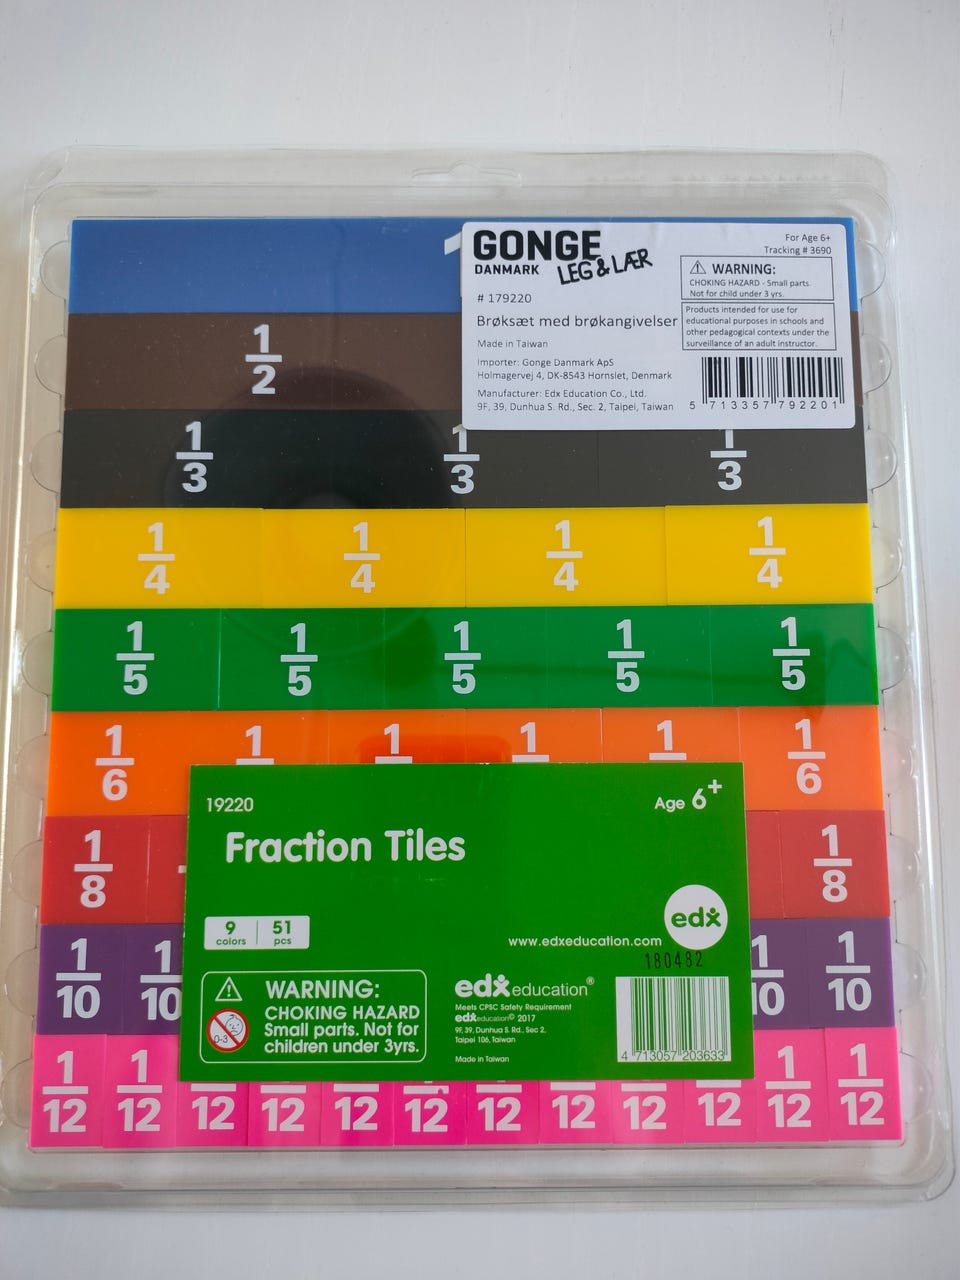 GONGE
DANMARK LEG & LÆR
For Age 6+
Tracking # 3690
# 179220
Brøksæt med brøkangivelser
Made in Taiwan
Importer: Gonge Danmark ApS
Holmagervej 4, DK-8543 Hornslet, Denmark
Manufacturer: Edx Education Co., Ltd.
9F, 39, Dunhua S. Rd., Sec. 2, Taipei, Taiwan
WARNING:
CHOKING HAZARD - Small parts.
Not for child under 3 yrs.
Products intended for use for
educational purposes in schools and
other pedagogical contexts under the
surveillance of an adult instructor.
5 713357 792201
1/2
1/3 1/3 1/3
1/4 1/4 1/4 1/4
1/5 1/5 1/5 1/5 1/5
1/6 1 1 1 1 1/6
1/8 1/8
1/10 1/10 10 1/10
1/12 1/12 12 12 12 12 12 12 12 12 1/12 1/12
19220
Age 6+
Fraction Tiles
9 colors 51 pcs
edx
www.edxeducation.com
180482
WARNING:
CHOKING HAZARD
Small parts. Not for
children under 3yrs.
0-3
edx education®
Meets CPSC Safety Requirement
edx education© 2017
9F, 39, Dunhua S. Rd., Sec 2,
Taipei 106, Taiwan
Made in Taiwan
4 713057 203633